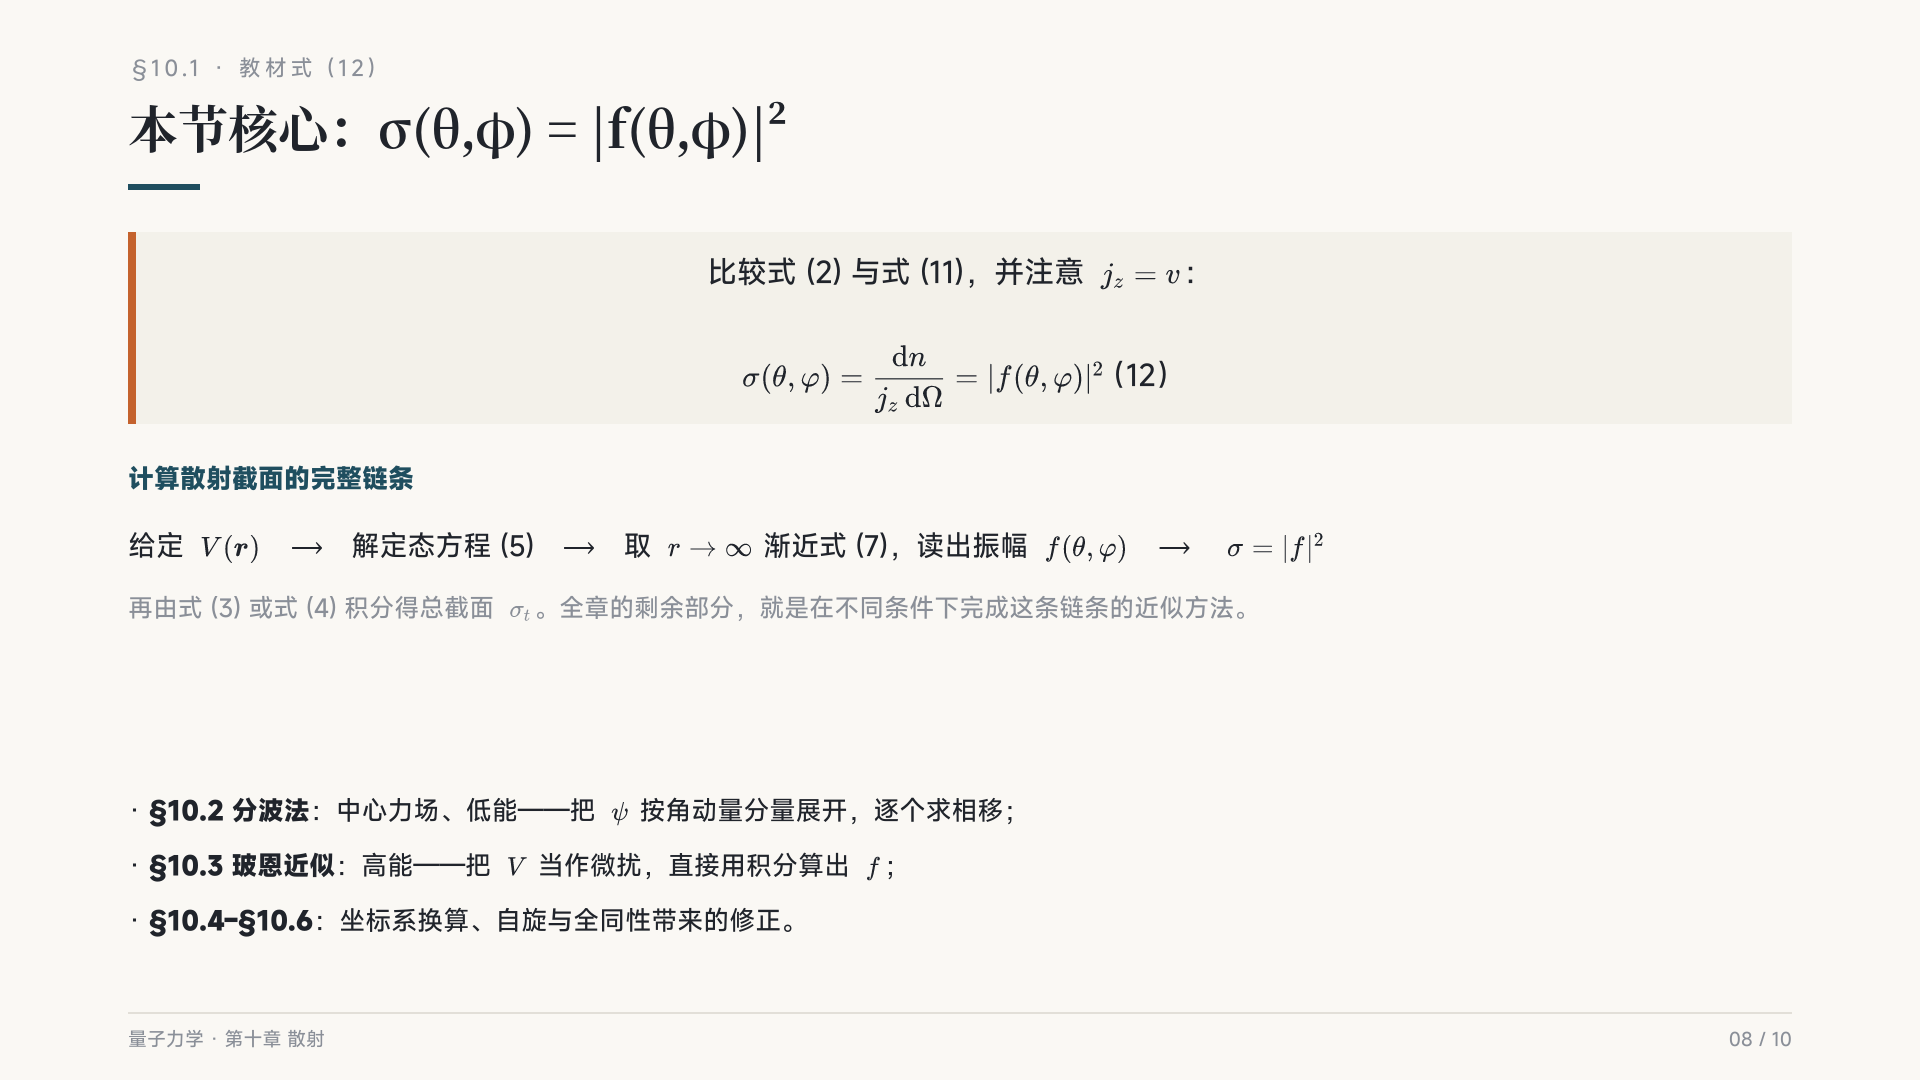 §10.1 · 教材式 (12)
本节核心：σ(θ,φ) = |f(θ,φ)|²
比较式 (2) 与式 (11)，并注意 j_z = v：
σ(θ, φ) = dn / (j_z dΩ) = |f(θ, φ)|² (12)
计算散射截面的完整链条
给定 V(r) ⟶ 解定态方程 (5) ⟶ 取 r → ∞ 渐近式 (7)，读出振幅 f(θ, φ) ⟶ σ = |f|²
再由式 (3) 或式 (4) 积分得总截面 σ_t。全章的剩余部分，就是在不同条件下完成这条链条的近似方法。
· §10.2 分波法：中心力场、低能——把 ψ 按角动量分量展开，逐个求相移；
· §10.3 玻恩近似：高能——把 V 当作微扰，直接用积分算出 f；
· §10.4–§10.6：坐标系换算、自旋与全同性带来的修正。
量子力学 · 第十章 散射
08 / 10